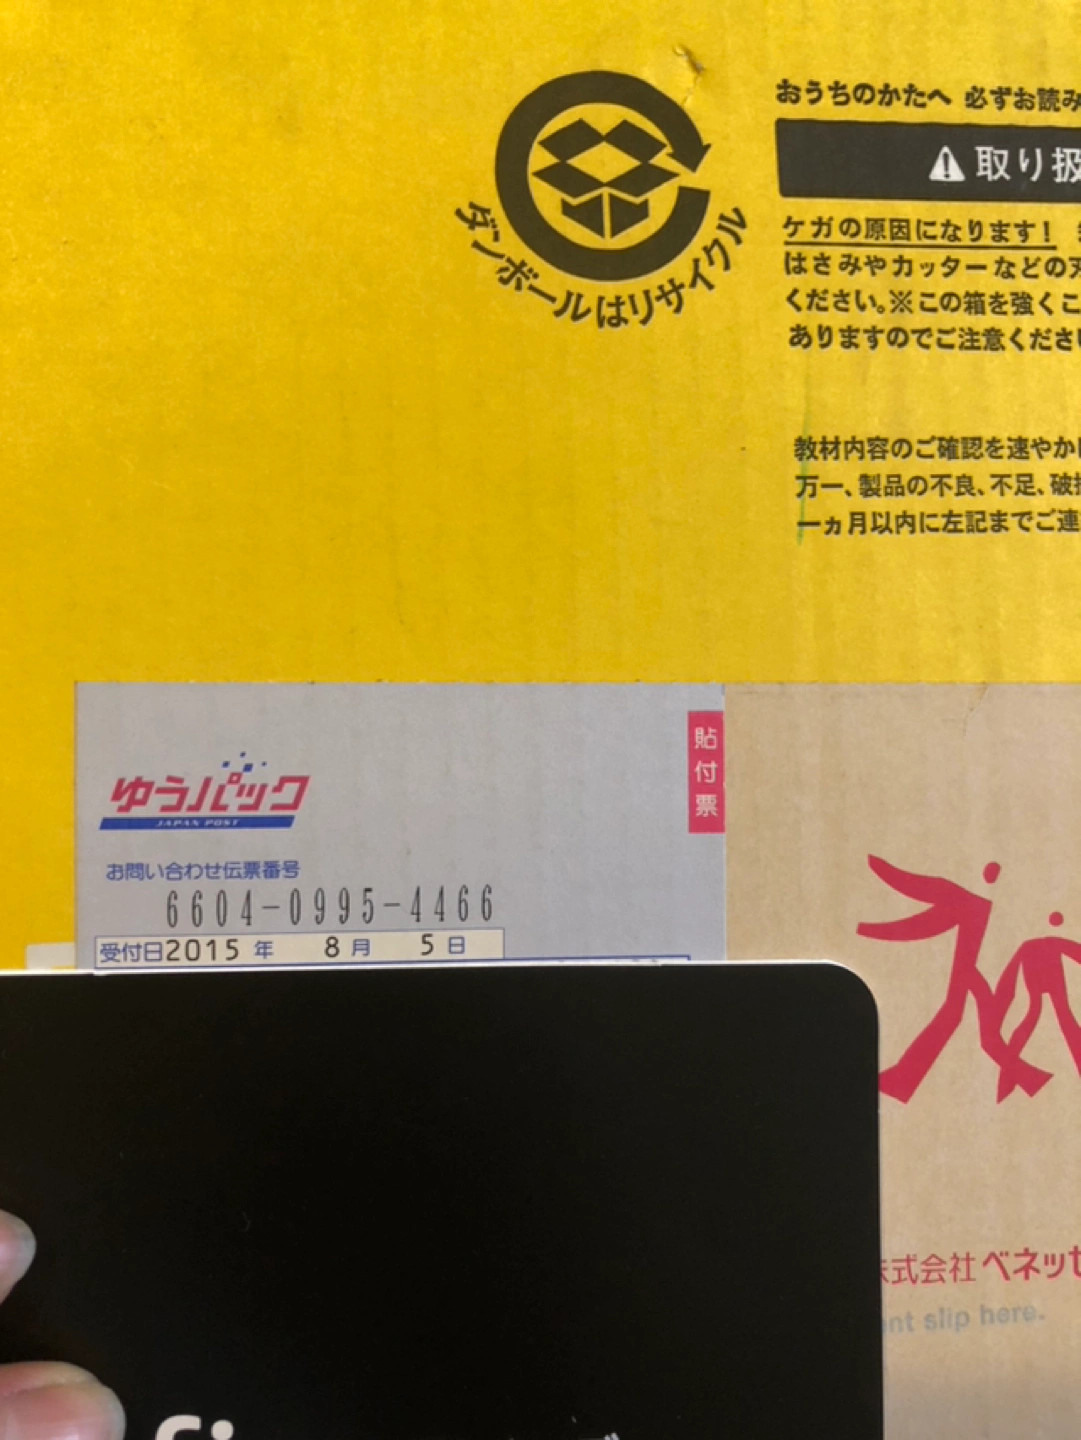 ダンボールはリサイクル
おうちのかたへ 必ずお読み
取り扱
ケガの原因になります！
はさみやカッターなどの刃
ください。※この箱を強くこ
ありますのでご注意ください
教材内容のご確認を速やかに
万一、製品の不良、不足、破損
一ヵ月以内に左記までご連
貼付票
ゆうパック
JAPAN POST
お問い合わせ伝票番号
6604-0995-4466
受付日2015年 8月 5日
式会社ベネッセ
slip here.